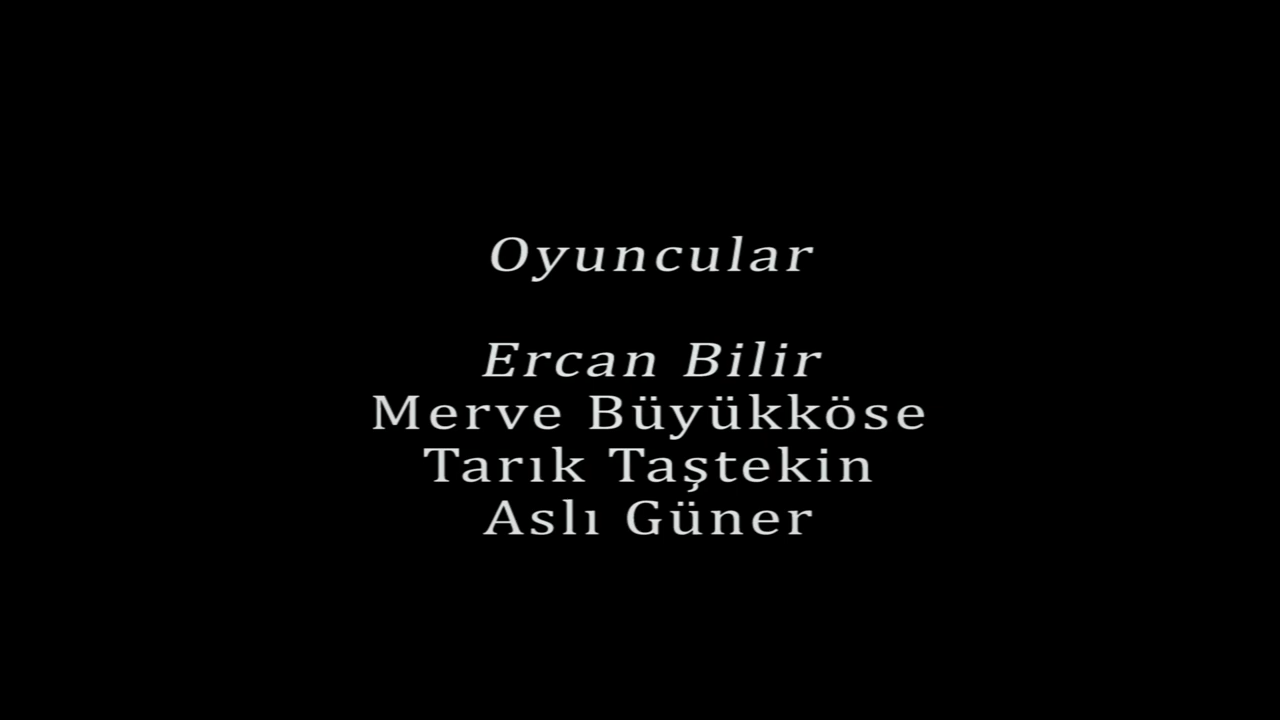 Oyuncular
Ercan Bilir
Merve Büyükköse
Tarık Taştekin
Aslı Güner